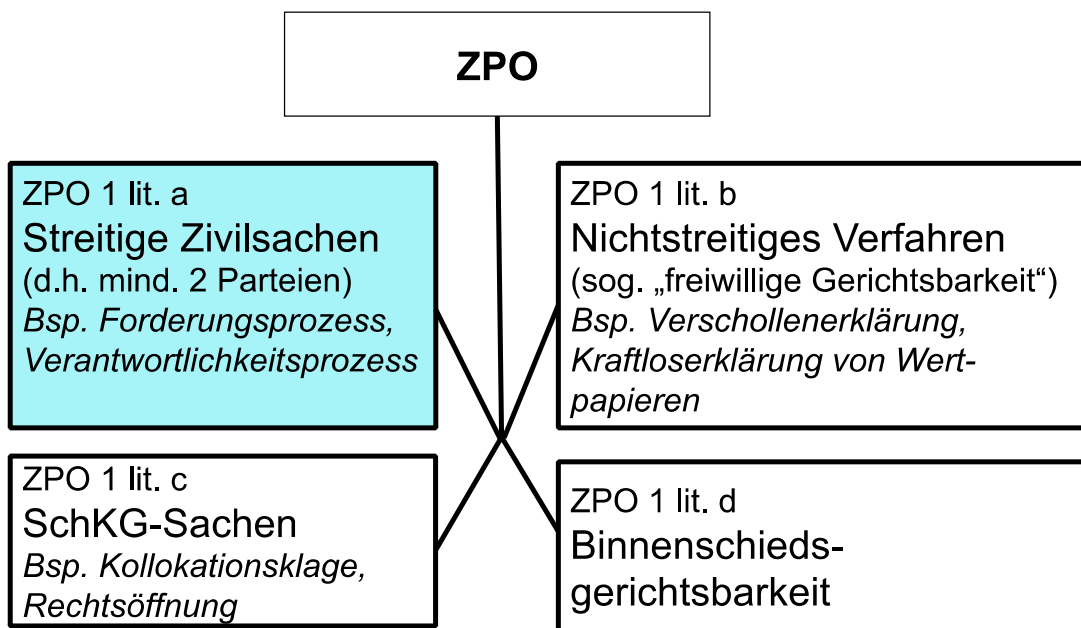 ZPO
ZPO 1 lit. a
Streitige Zivilsachen
(d.h. mind. 2 Parteien)
Bsp. Forderungsprozess,
Verantwortlichkeitsprozess
ZPO 1 lit. b
Nichtstreitiges Verfahren
(sog. „freiwillige Gerichtsbarkeit“)
Bsp. Verschollenerklärung,
Kraftloserklärung von Wert-
papieren
ZPO 1 lit. c
SchKG-Sachen
Bsp. Kollokationsklage,
Rechtsöffnung
ZPO 1 lit. d
Binnenschieds-
gerichtsbarkeit